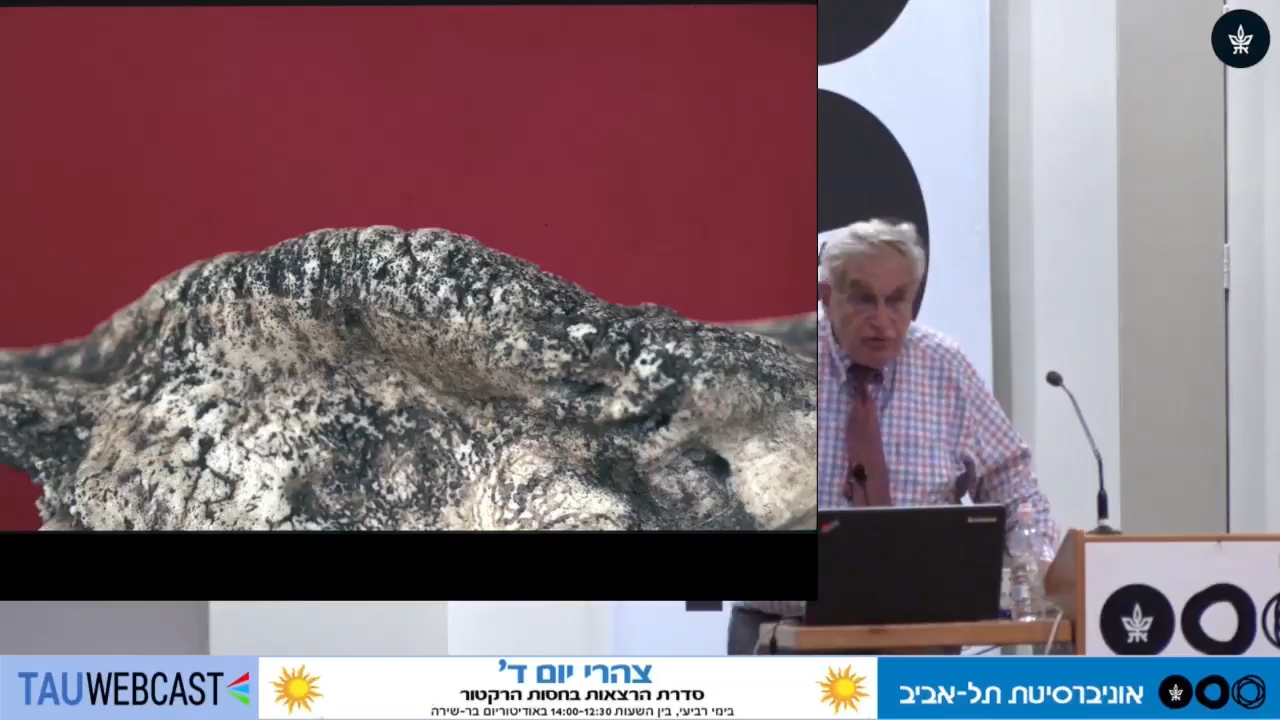 TAUWEBCAST
צהרי יום ד'
סדרת הרצאות בחסות הרקטור
בימי רביעי, בין השעות 14:00-12:30 באודיטוריום בר-שירה
אוניברסיטת תל-אביב